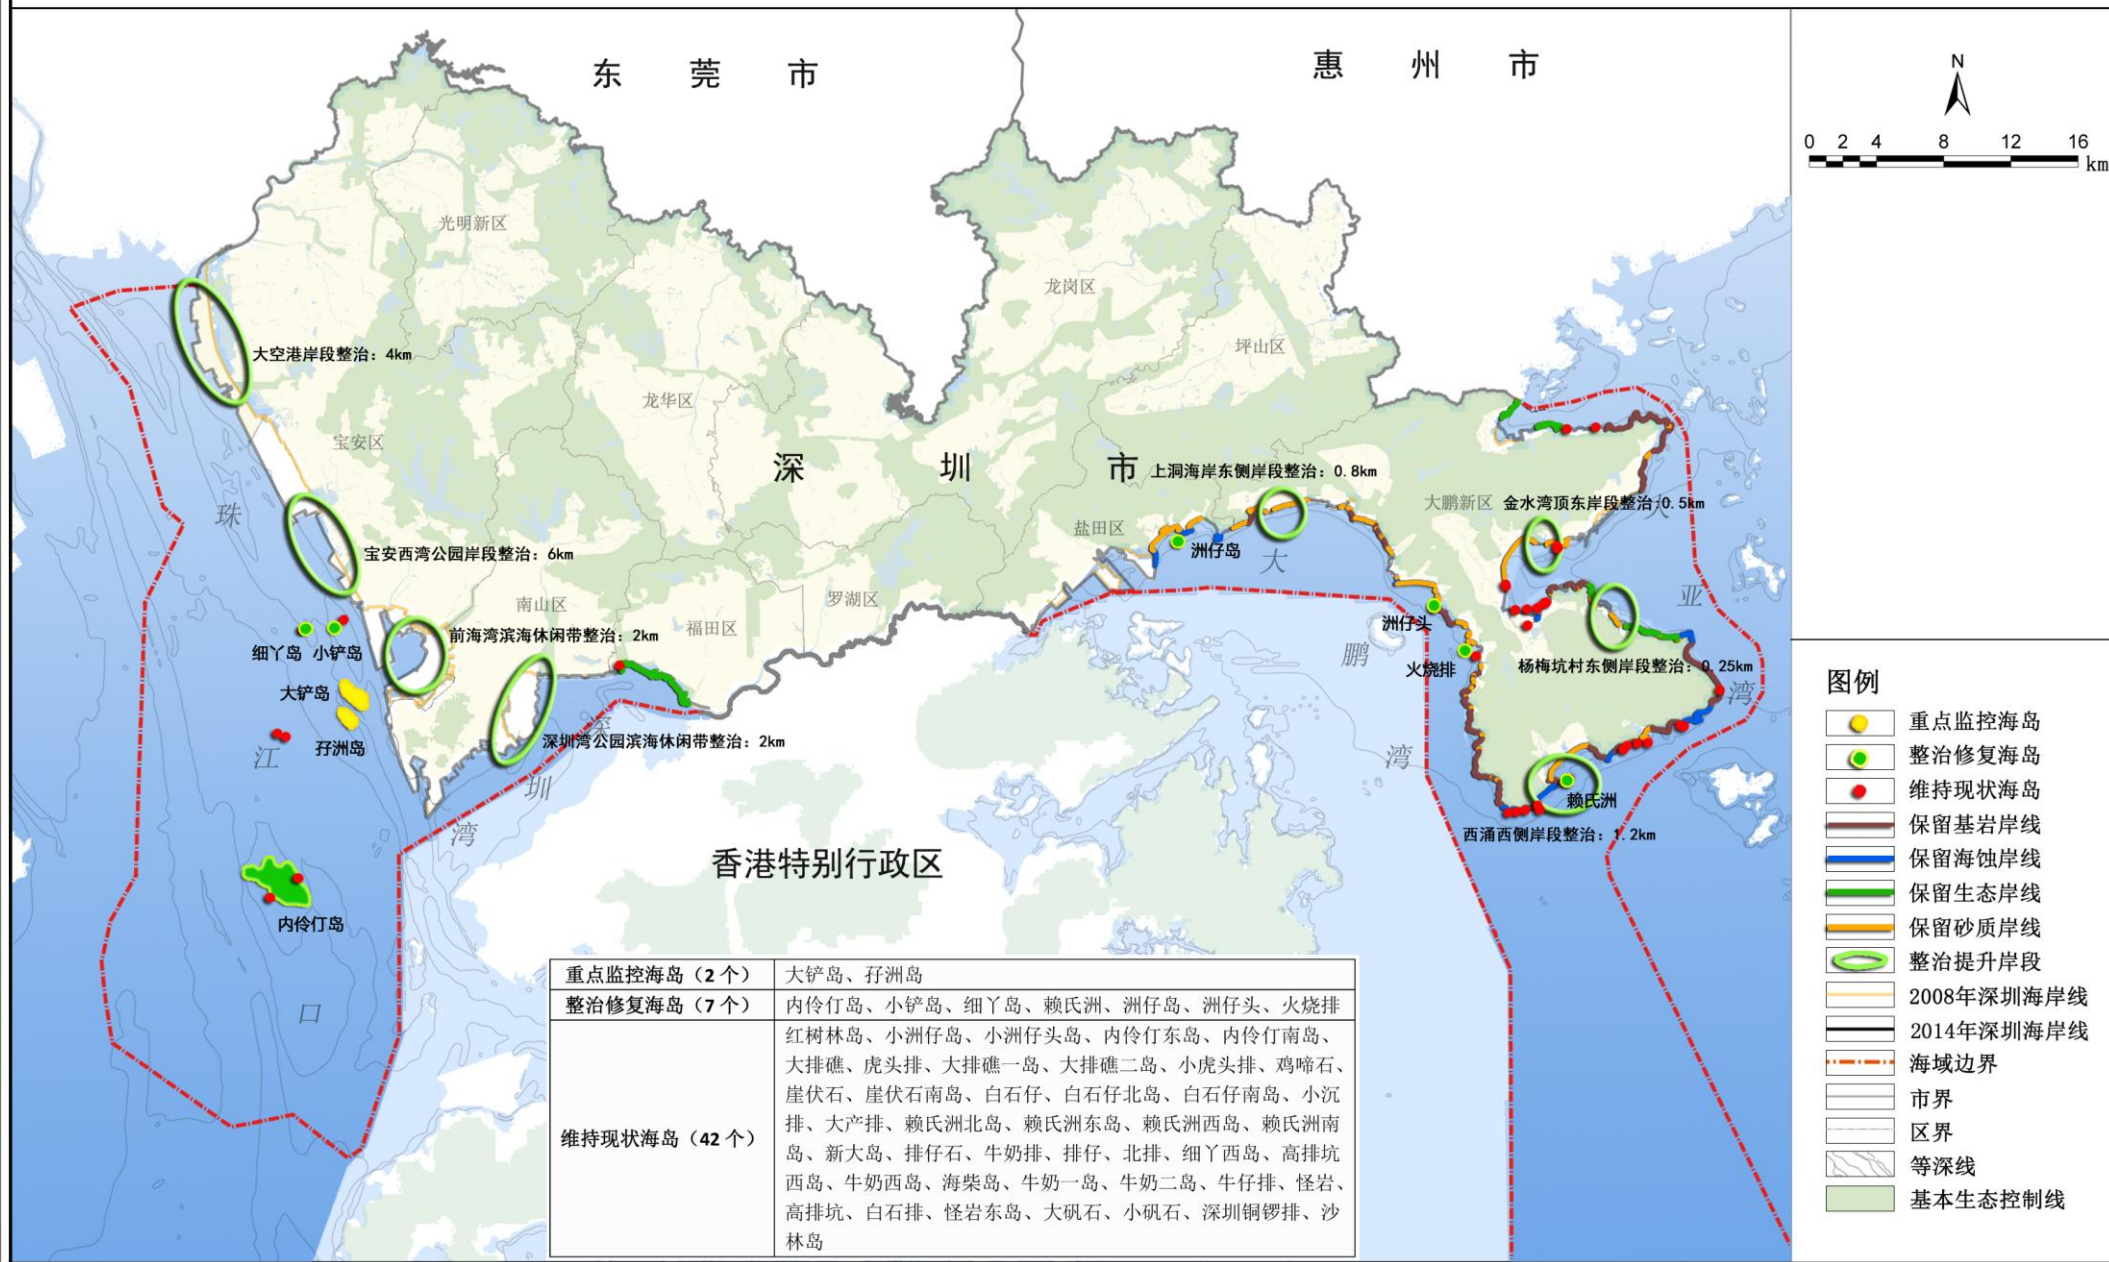 东莞市
惠州市
N
0 2 4 8 12 16
km
光明新区
龙岗区
坪山区
大空港岸段整治：4km
龙华区
宝安区
深圳市
上洞海岸东侧岸段整治：0.8km
大鹏新区
金水湾顶东岸段整治:0.5km
盐田区
洲仔岛
宝安西湾公园岸段整治：6km
南山区
罗湖区
福田区
前海湾滨海休闲带整治：2km
细丫岛
小铲岛
洲仔头
火烧排
杨梅坑村东侧岸段整治：0.25km
大铲岛
孖洲岛
深圳湾公园滨海休闲带整治：2km
赖氏洲
西涌西侧岸段整治：1.2km
内伶仃岛
珠江口
深圳湾
大鹏湾
大亚湾
香港特别行政区
重点监控海岛（2 个） 大铲岛、孖洲岛
整治修复海岛（7 个） 内伶仃岛、小铲岛、细丫岛、赖氏洲、洲仔岛、洲仔头、火烧排
维持现状海岛（42 个）
红树林岛、小洲仔岛、小洲仔头岛、内伶仃东岛、内伶仃南岛、
大排礁、虎头排、大排礁一岛、大排礁二岛、小虎头排、鸡啼石、
崖伏石、崖伏石南岛、白石仔、白石仔北岛、白石仔南岛、小沉
排、大产排、赖氏洲北岛、赖氏洲东岛、赖氏洲西岛、赖氏洲南
岛、新大岛、排仔石、牛奶排、排仔、北排、细丫西岛、高排坑
西岛、牛奶西岛、海柴岛、牛奶一岛、牛奶二岛、牛仔排、怪岩、
高排坑、白石排、怪岩东岛、大矾石、小矾石、深圳铜锣排、沙
林岛
图例
重点监控海岛
整治修复海岛
维持现状海岛
保留基岩岸线
保留海蚀岸线
保留生态岸线
保留砂质岸线
整治提升岸段
2008年深圳海岸线
2014年深圳海岸线
海域边界
市界
区界
等深线
基本生态控制线